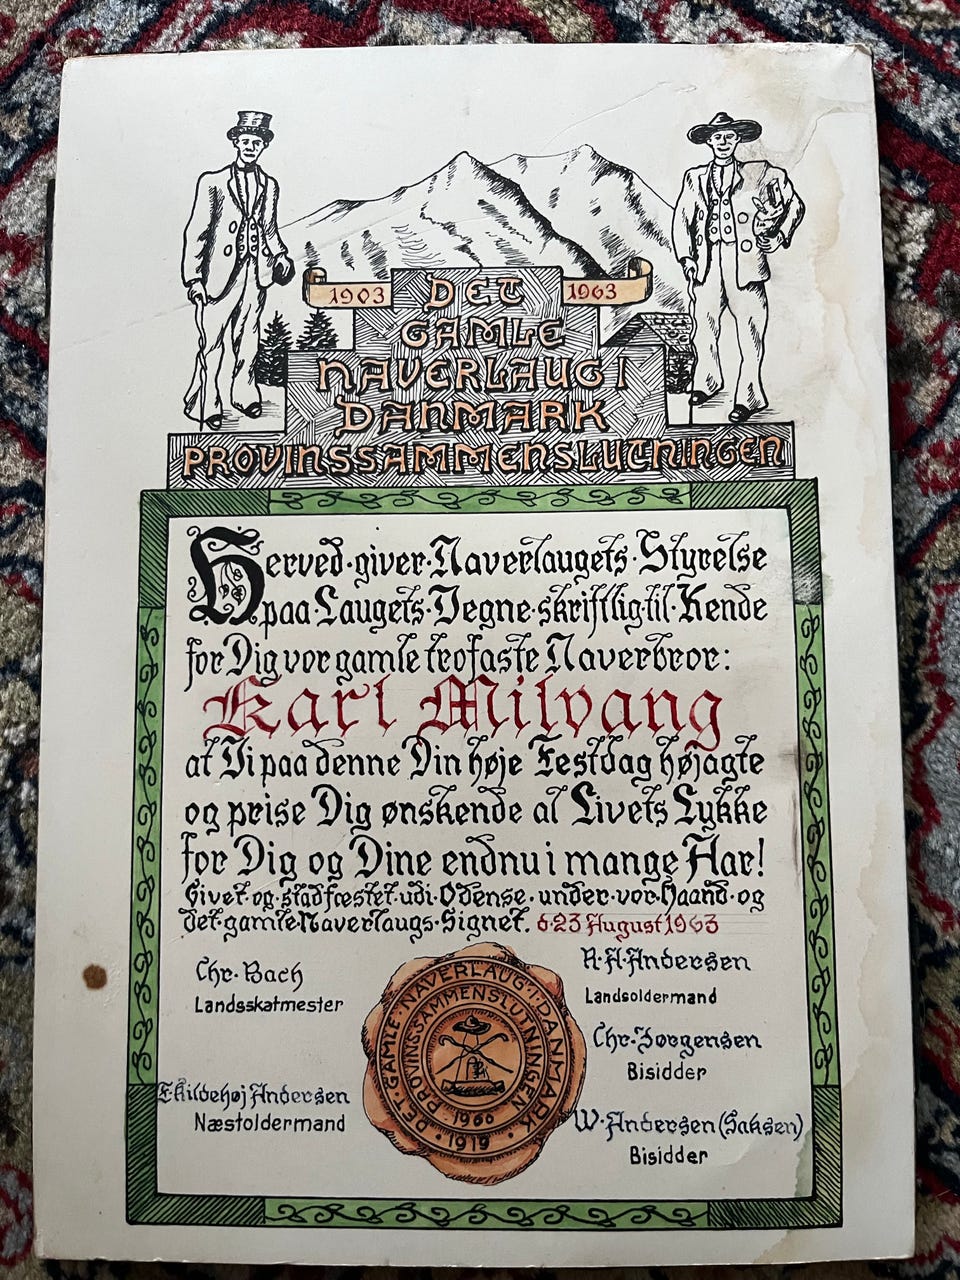 1903 DET 1963
GAMLE
NAVERLAUG I
DANMARK
PROVINSSAMMENSLUTNINGEN
Herved·giver·Naverlaugets·Styrelse
paa·Laugets·Vegne·skriftlig·til·Kende
for Dig vor gamle trofaste Naverbror:
Karl Milvang
at Vi paa denne Din høje Festdag højagte
og prise Dig ønskende al Livets Lykke
for Dig og Dine endnu i mange Aar!
Givet·og·stadfæstet·udi·Odense·under·vor·Haand·og
det·gamle·Naverlaugs·Signet. d·23 August 1963
Chr·Bach
Landsskatmester
R·A·Andersen
Landsoldermand
Chr·Jørgensen
Bisidder
E·Kildehøj Andersen
Næstoldermand
W·Andersen (Saksen)
Bisidder
DET·GAMLE·NAVERLAUG·I·DANMARK
PROVINSSAMMENSLUTNINGEN
·1960·
·1919·